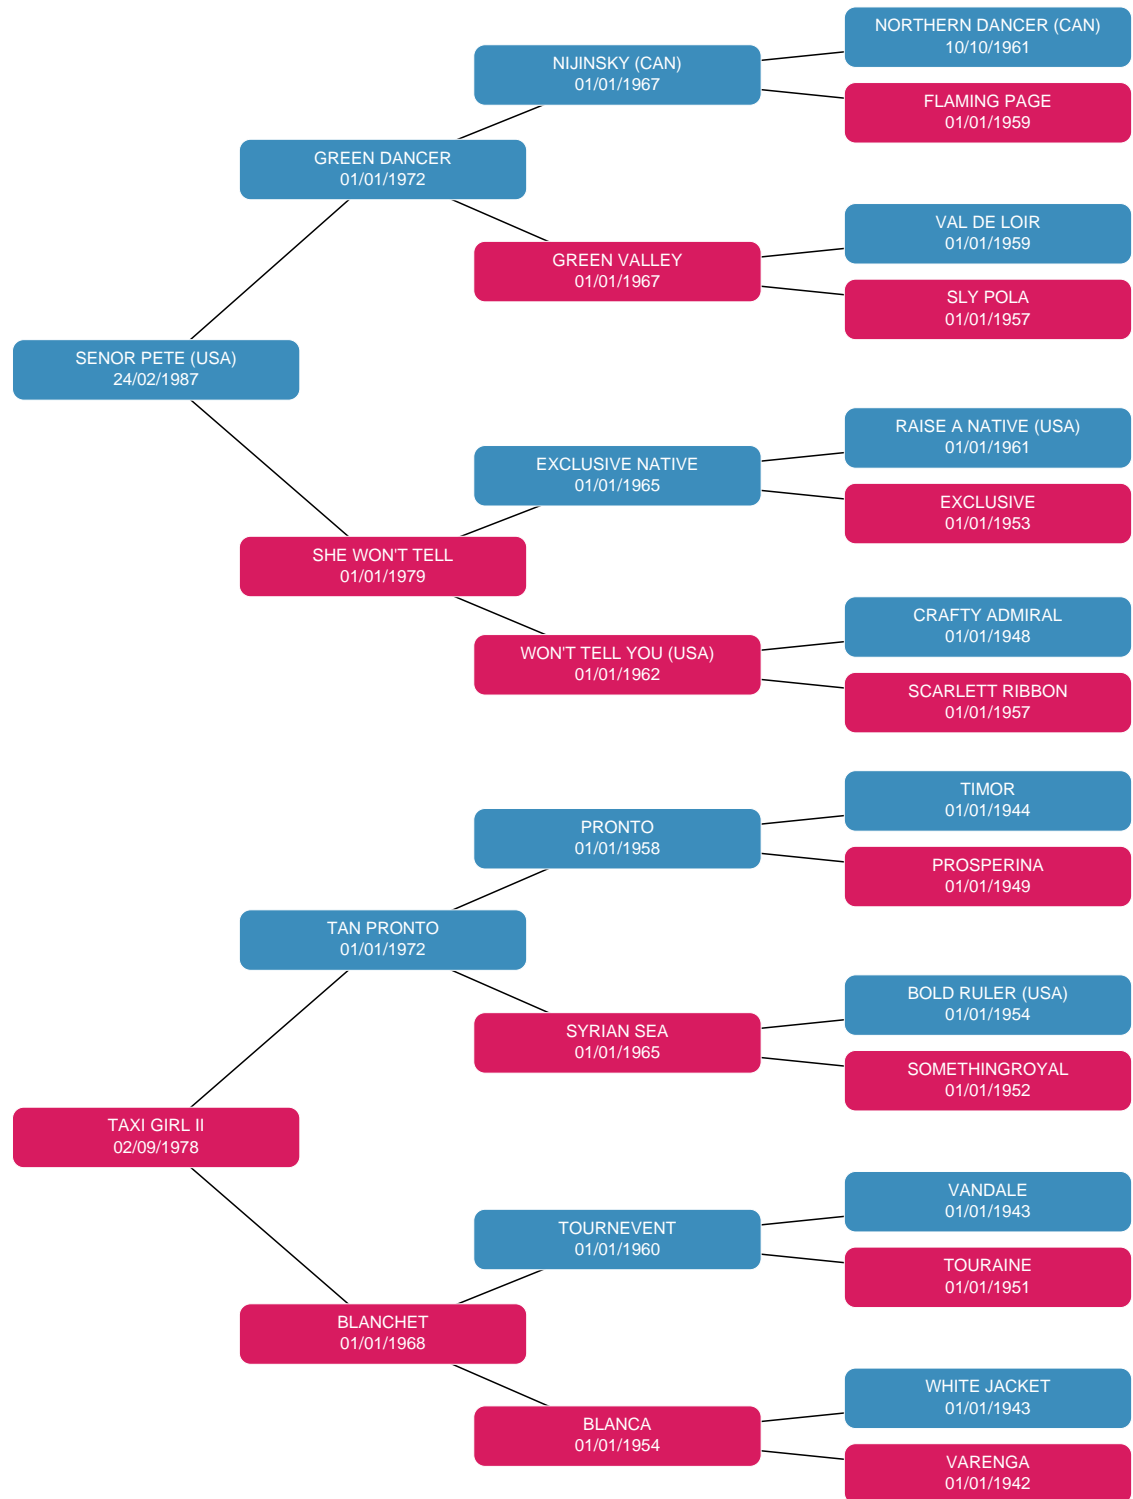 NORTHERN DANCER (CAN)
10/10/1961
NIJINSKY (CAN)
01/01/1967
FLAMING PAGE
01/01/1959
GREEN DANCER
01/01/1972
VAL DE LOIR
01/01/1959
GREEN VALLEY
01/01/1967
SLY POLA
01/01/1957
SENOR PETE (USA)
24/02/1987
RAISE A NATIVE (USA)
01/01/1961
EXCLUSIVE NATIVE
01/01/1965
EXCLUSIVE
01/01/1953
SHE WON'T TELL
01/01/1979
CRAFTY ADMIRAL
01/01/1948
WON'T TELL YOU (USA)
01/01/1962
SCARLETT RIBBON
01/01/1957
TIMOR
01/01/1944
PRONTO
01/01/1958
PROSPERINA
01/01/1949
TAN PRONTO
01/01/1972
BOLD RULER (USA)
01/01/1954
SYRIAN SEA
01/01/1965
SOMETHINGROYAL
01/01/1952
TAXI GIRL II
02/09/1978
VANDALE
01/01/1943
TOURNEVENT
01/01/1960
TOURAINE
01/01/1951
BLANCHET
01/01/1968
WHITE JACKET
01/01/1943
BLANCA
01/01/1954
VARENGA
01/01/1942